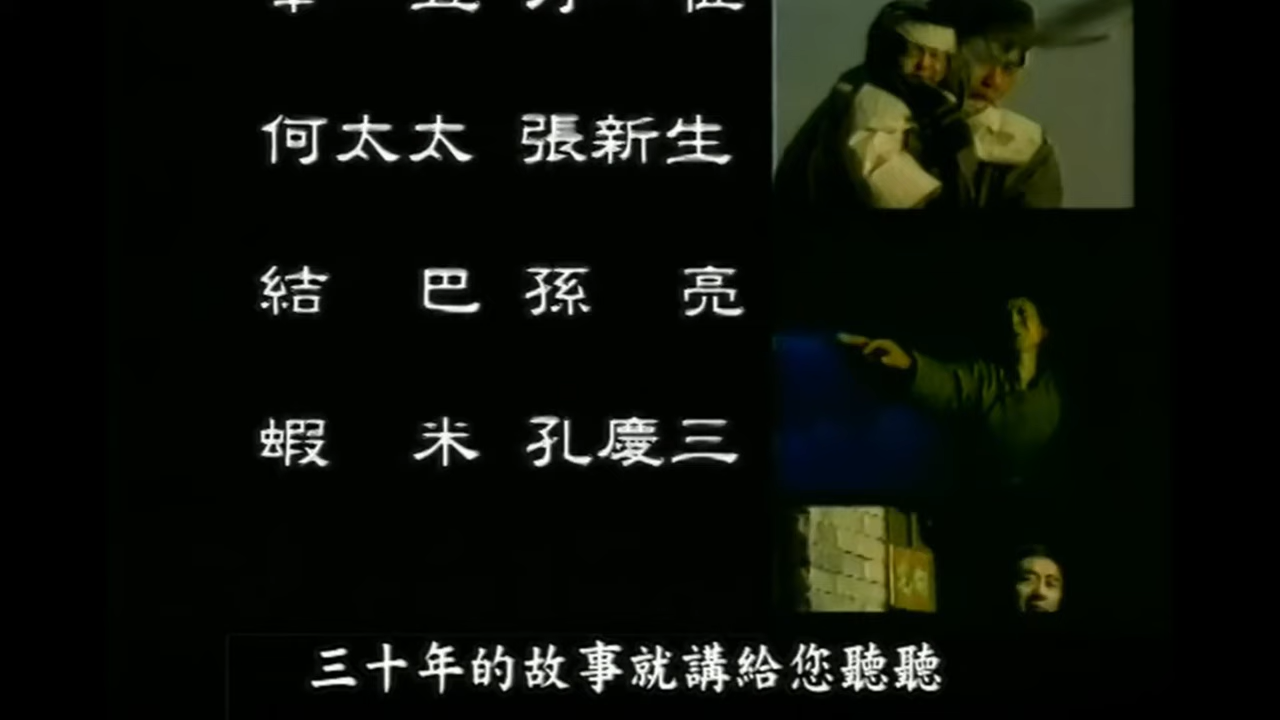 何太太 張新生
結 巴 孫 亮
蝦 米 孔慶三
三十年的故事就講給您聽聽